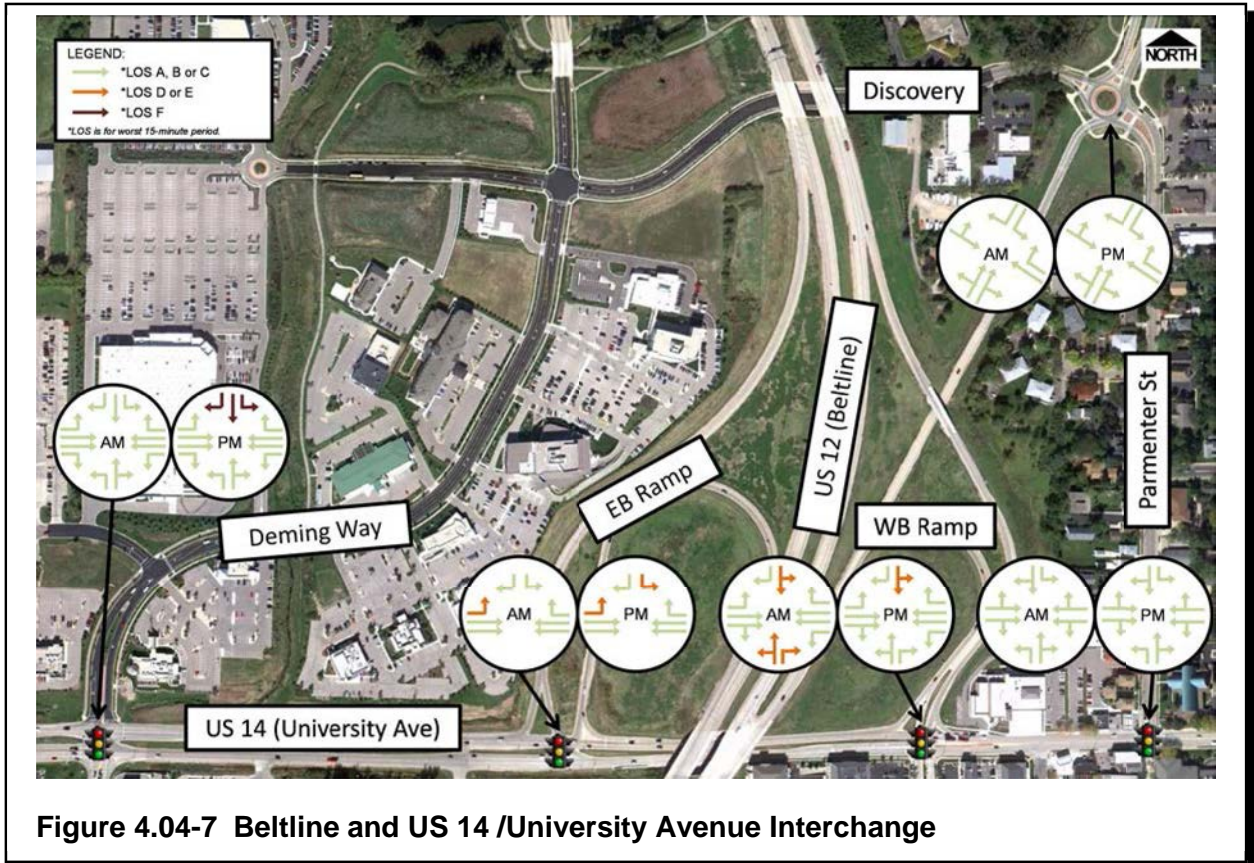 LEGEND:
*LOS A, B or C
*LOS D or E
*LOS F
*LOS is for worst 15-minute period.
NORTH
Discovery
AM
PM
US 12 (Beltline)
Parmenter St
AM
PM
Deming Way
EB Ramp
WB Ramp
AM
PM
AM
PM
AM
PM
US 14 (University Ave)
Figure 4.04-7 Beltline and US 14 /University Avenue Interchange